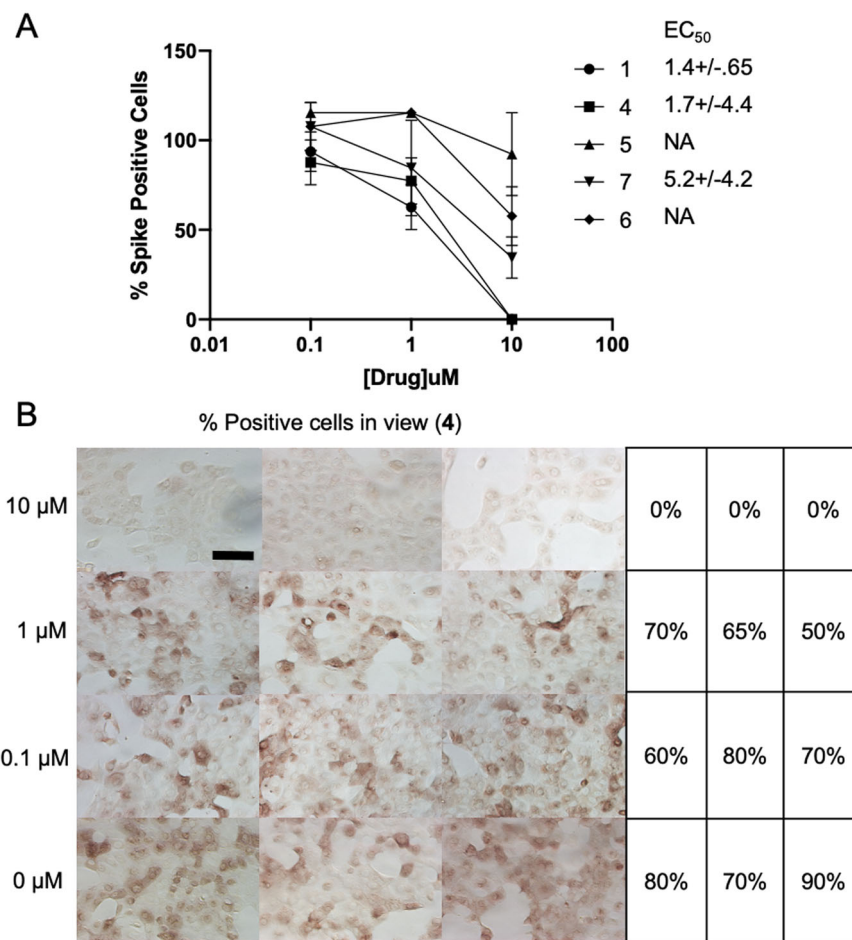 A
EC50
150
100
50
0
% Spike Positive Cells
0.01 0.1 1 10 100
[Drug]uM
1 1.4+/-.65
4 1.7+/-4.4
5 NA
7 5.2+/-4.2
6 NA
B
% Positive cells in view (4)
10 µM 0% 0% 0%
1 µM 70% 65% 50%
0.1 µM 60% 80% 70%
0 µM 80% 70% 90%